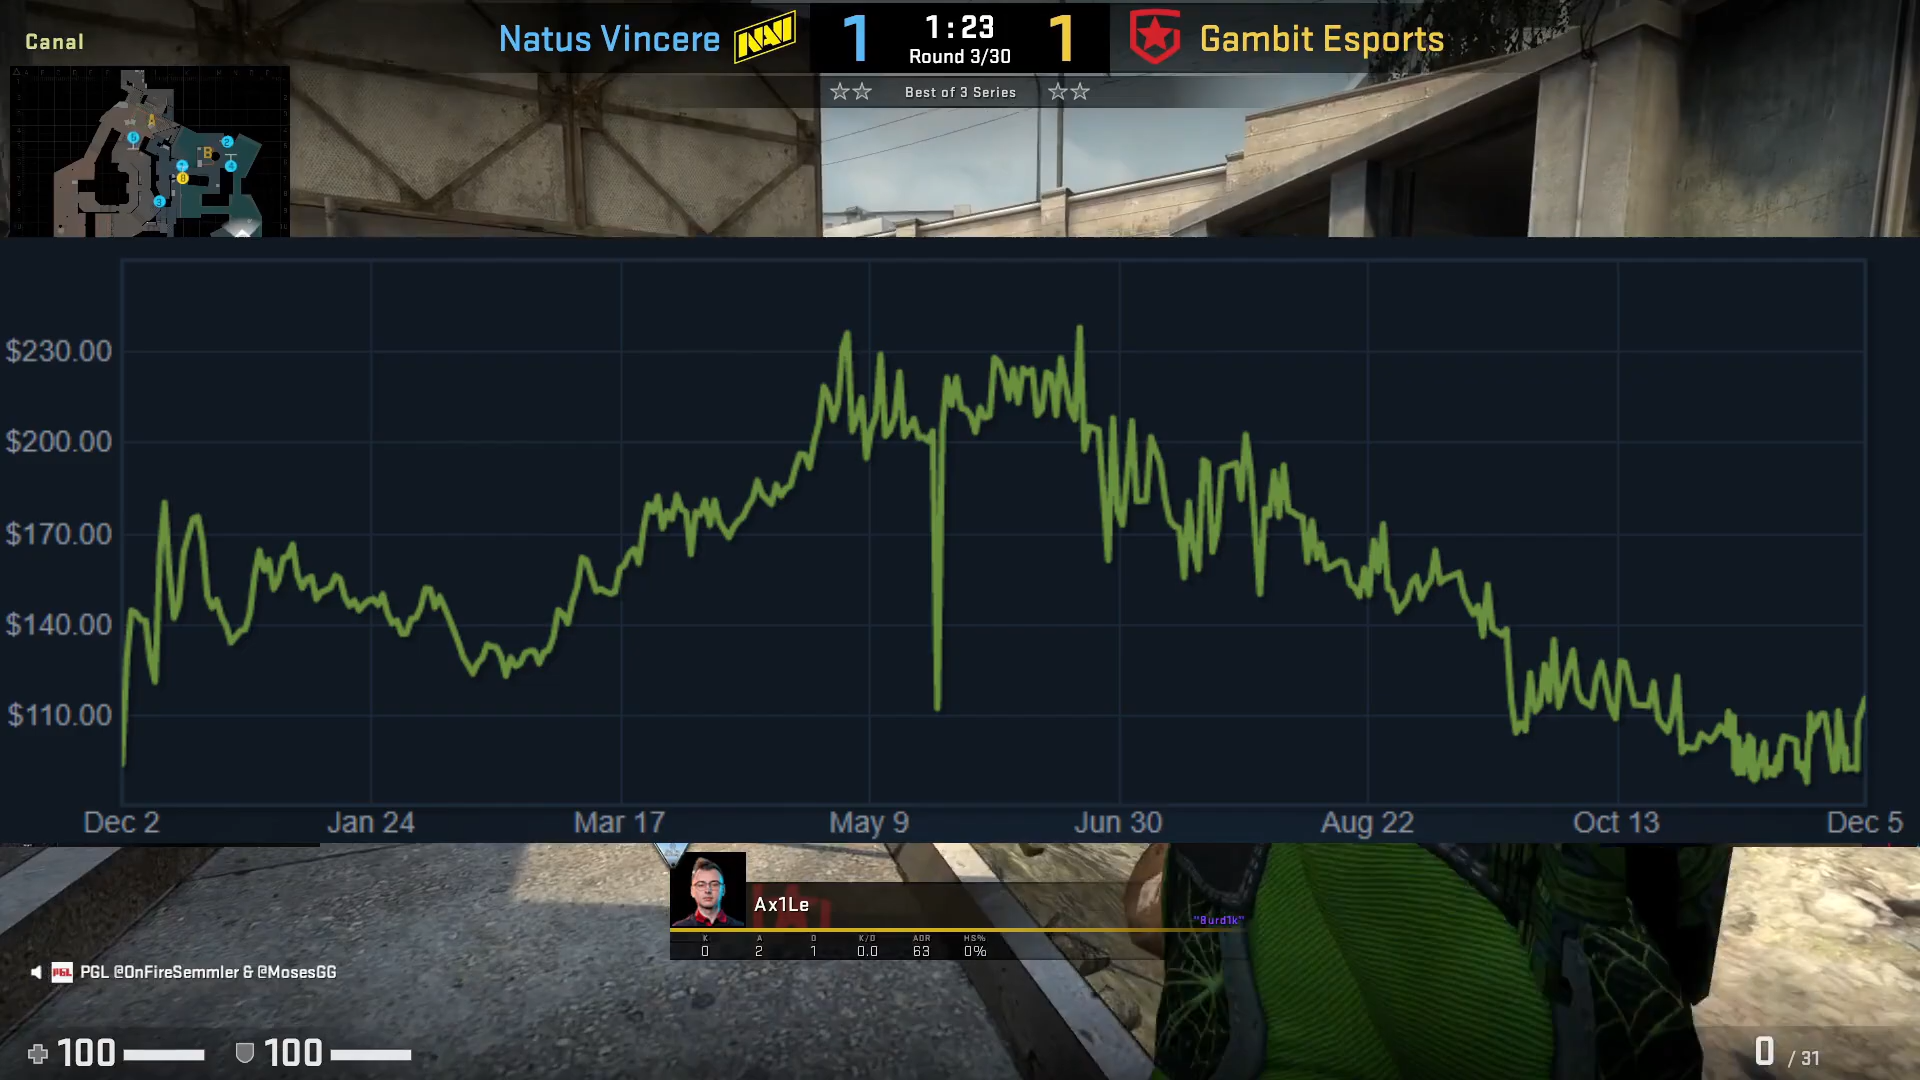 Canal
Natus Vincere
NAVI
1
1:23
Round 3/30
1
Gambit Esports
Best of 3 Series
A
B
$230.00
$200.00
$170.00
$140.00
$110.00
Dec 2
Jan 24
Mar 17
May 9
Jun 30
Aug 22
Oct 13
Dec 5
Ax1Le
"Burd1k"
K A D K/D ADR HS%
0 2 1 0.0 63 0%
PGL PGL @OnFireSemmler & @MosesGG
100
100
0 / 31